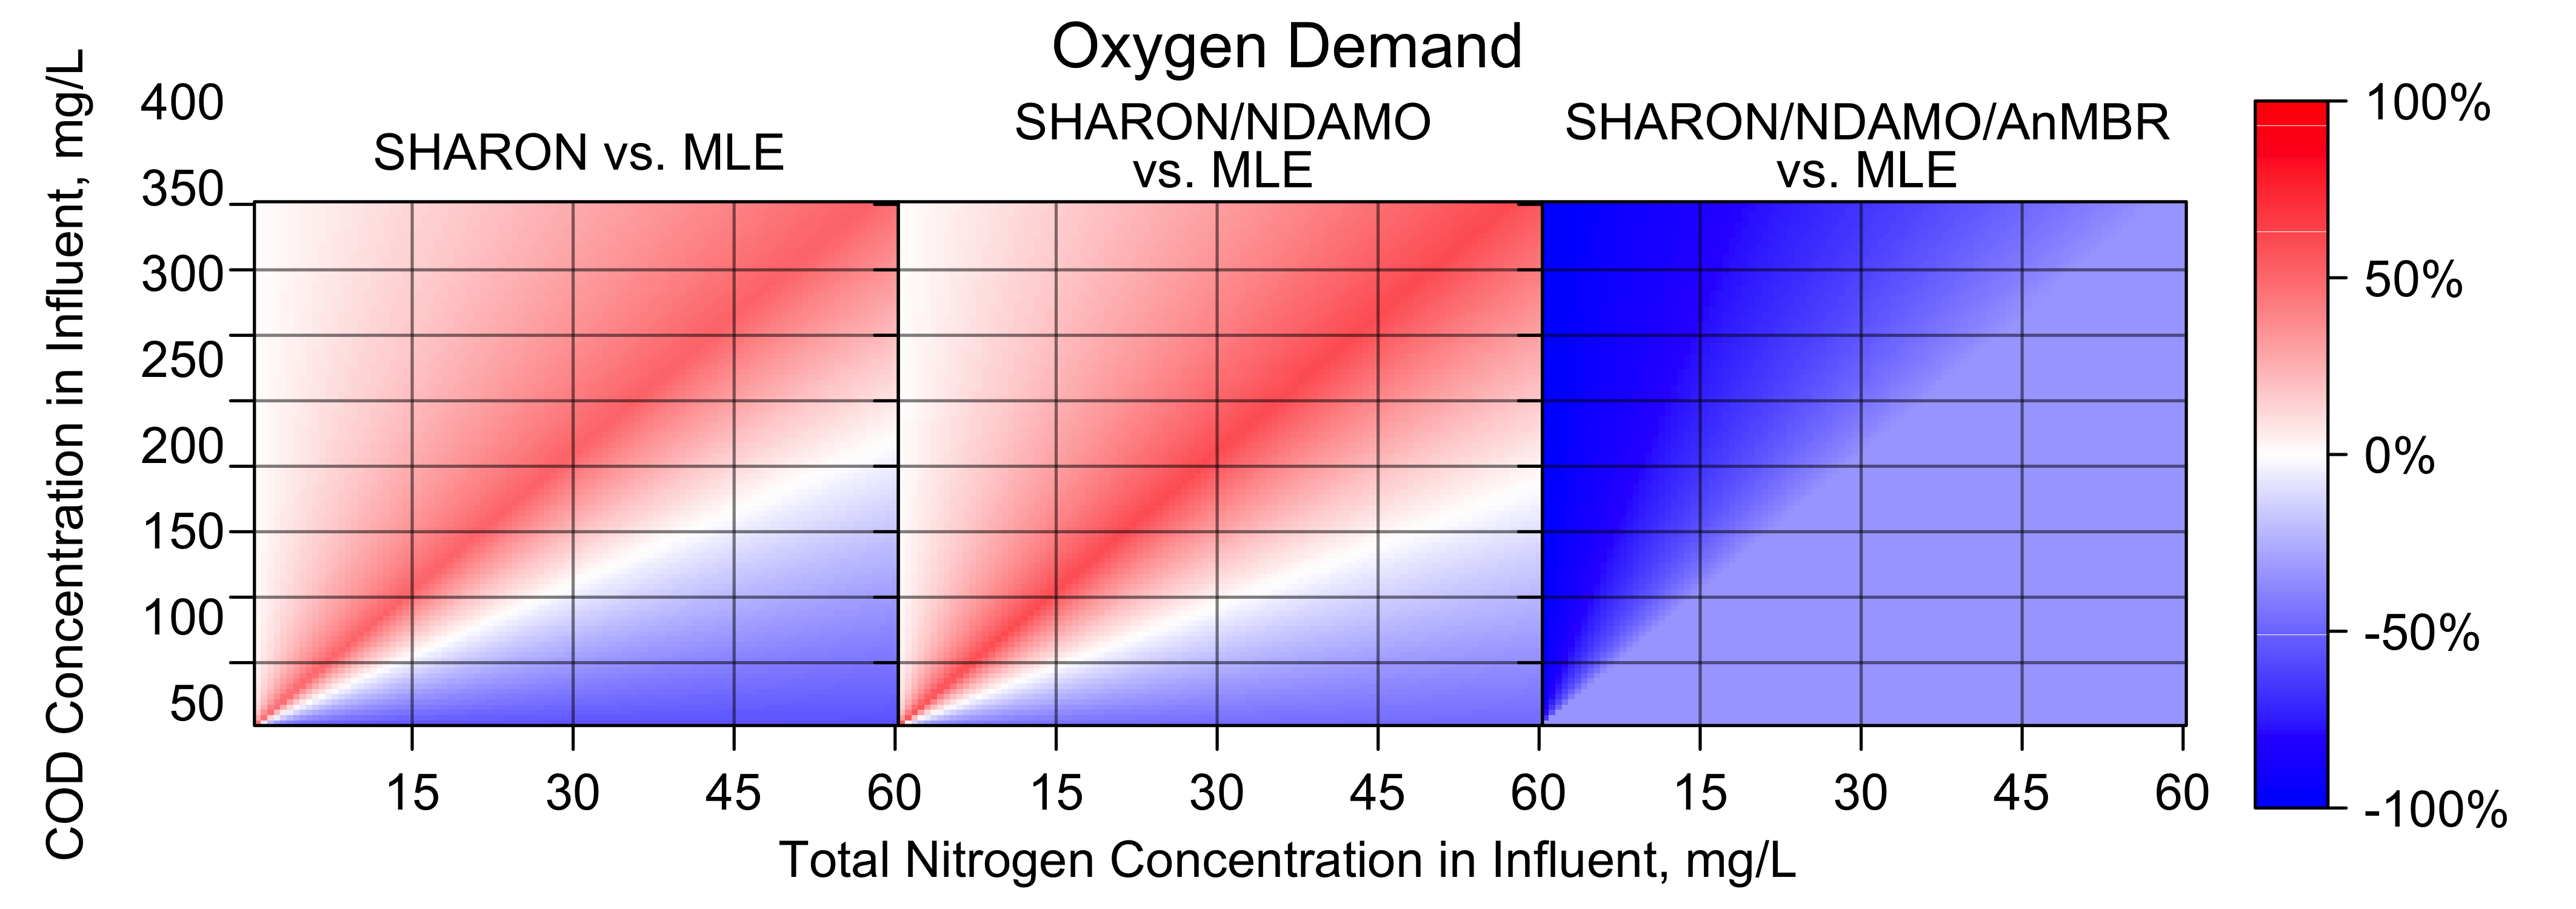 Oxygen Demand
SHARON vs. MLE
SHARON/NDAMO
vs. MLE
SHARON/NDAMO/AnMBR
vs. MLE
COD Concentration in Influent, mg/L
400
350
300
250
200
150
100
50
15 30 45 60 15 30 45 60 15 30 45 60
Total Nitrogen Concentration in Influent, mg/L
100%
50%
0%
-50%
-100%